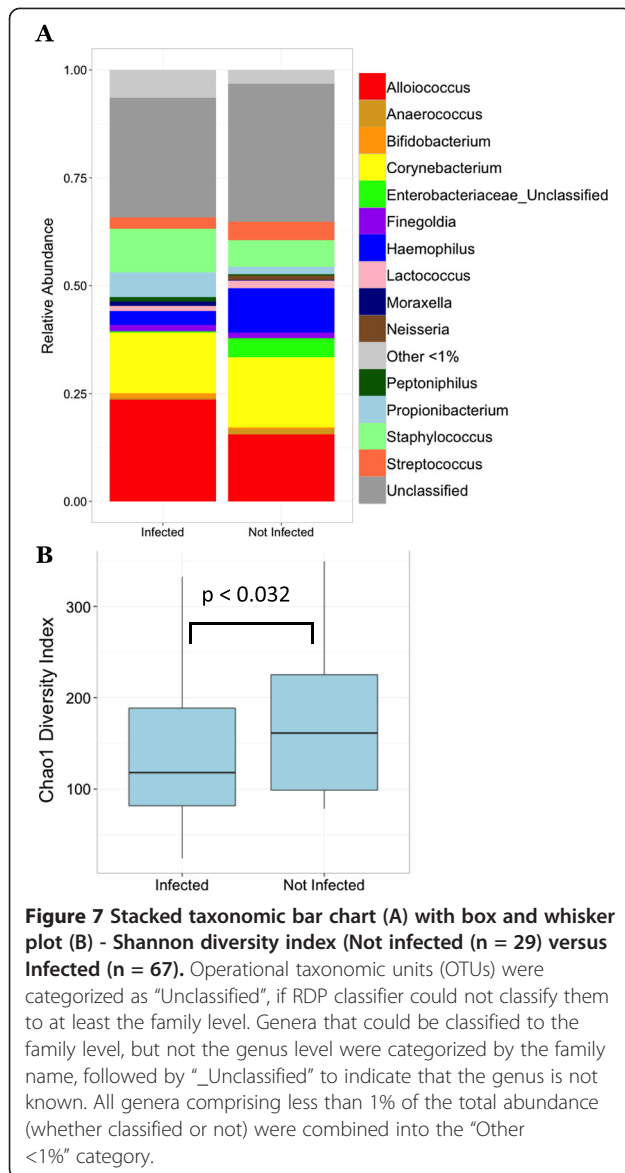 A
1.00
0.75
0.50
0.25
0.00
Relative Abundance
Infected
Not Infected
Alloiococcus
Anaerococcus
Bifidobacterium
Corynebacterium
Enterobacteriaceae_Unclassified
Finegoldia
Haemophilus
Lactococcus
Moraxella
Neisseria
Other <1%
Peptoniphilus
Propionibacterium
Staphylococcus
Streptococcus
Unclassified
B
p < 0.032
300
200
100
Chao1 Diversity Index
Infected
Not Infected
Figure 7 Stacked taxonomic bar chart (A) with box and whisker
plot (B) - Shannon diversity index (Not infected (n = 29) versus
Infected (n = 67). Operational taxonomic units (OTUs) were
categorized as “Unclassified”, if RDP classifier could not classify them
to at least the family level. Genera that could be classified to the
family level, but not the genus level were categorized by the family
name, followed by “_Unclassified” to indicate that the genus is not
known. All genera comprising less than 1% of the total abundance
(whether classified or not) were combined into the “Other
<1%” category.